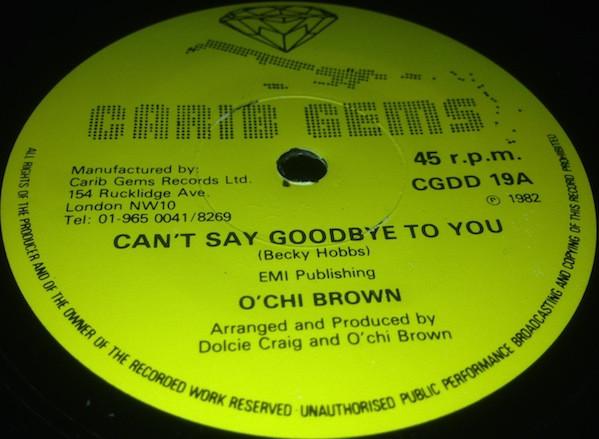 CARIB GEMS
Manufactured by:
Carib Gems Records Ltd.
154 Rucklidge Ave.
London NW10
Tel: 01-965 0041/8269
45 r.p.m.
CGDD 19A
Ⓟ 1982
CAN'T SAY GOODBYE TO YOU
(Becky Hobbs)
EMI Publishing
O'CHI BROWN
Arranged and Produced by
Dolcie Craig and O'chi Brown
ALL RIGHTS OF THE PRODUCER AND OF THE OWNER OF THE RECORDED WORK RESERVED · UNAUTHORISED PUBLIC PERFORMANCE BROADCASTING AND COPYING OF THIS RECORD PROHIBITED